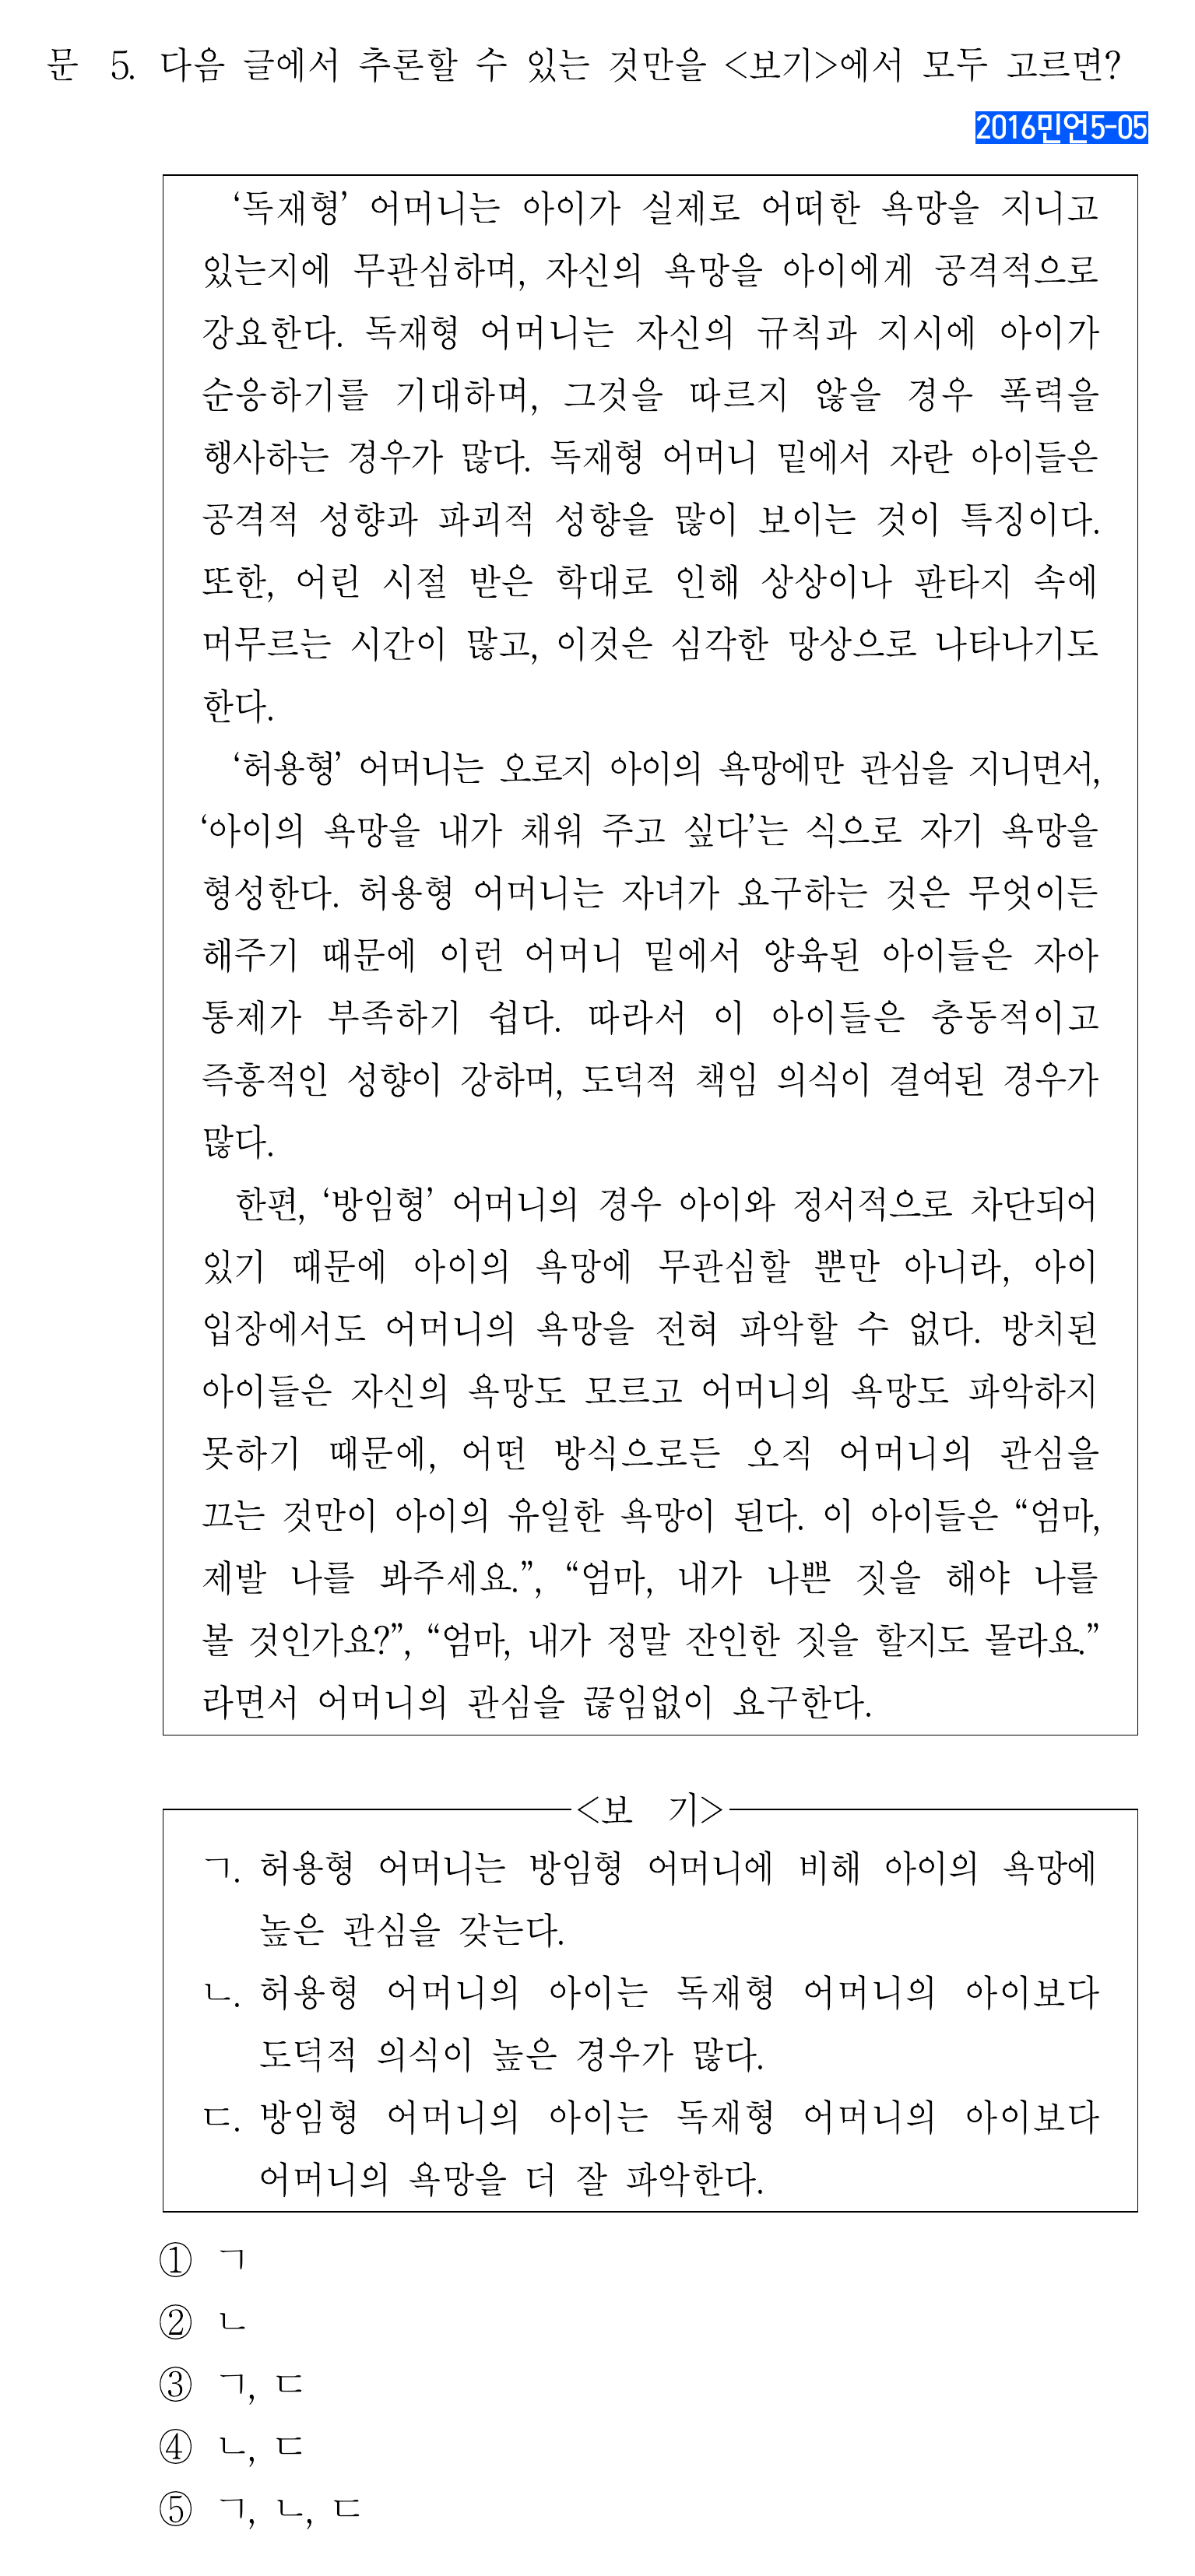 문 5. 다음 글에서 추론할 수 있는 것만을 <보기>에서 모두 고르면?
2016민언5-05
‘독재형’ 어머니는 아이가 실제로 어떠한 욕망을 지니고
있는지에 무관심하며, 자신의 욕망을 아이에게 공격적으로
강요한다. 독재형 어머니는 자신의 규칙과 지시에 아이가
순응하기를 기대하며, 그것을 따르지 않을 경우 폭력을
행사하는 경우가 많다. 독재형 어머니 밑에서 자란 아이들은
공격적 성향과 파괴적 성향을 많이 보이는 것이 특징이다.
또한, 어린 시절 받은 학대로 인해 상상이나 판타지 속에
머무르는 시간이 많고, 이것은 심각한 망상으로 나타나기도
한다.
‘허용형’ 어머니는 오로지 아이의 욕망에만 관심을 지니면서,
‘아이의 욕망을 내가 채워 주고 싶다’는 식으로 자기 욕망을
형성한다. 허용형 어머니는 자녀가 요구하는 것은 무엇이든
해주기 때문에 이런 어머니 밑에서 양육된 아이들은 자아
통제가 부족하기 쉽다. 따라서 이 아이들은 충동적이고
즉흥적인 성향이 강하며, 도덕적 책임 의식이 결여된 경우가
많다.
한편, ‘방임형’ 어머니의 경우 아이와 정서적으로 차단되어
있기 때문에 아이의 욕망에 무관심할 뿐만 아니라, 아이
입장에서도 어머니의 욕망을 전혀 파악할 수 없다. 방치된
아이들은 자신의 욕망도 모르고 어머니의 욕망도 파악하지
못하기 때문에, 어떤 방식으로든 오직 어머니의 관심을
끄는 것만이 아이의 유일한 욕망이 된다. 이 아이들은 “엄마,
제발 나를 봐주세요.”, “엄마, 내가 나쁜 짓을 해야 나를
볼 것인가요?”, “엄마, 내가 정말 잔인한 짓을 할지도 몰라요.”
라면서 어머니의 관심을 끊임없이 요구한다.
<보 기>
ㄱ. 허용형 어머니는 방임형 어머니에 비해 아이의 욕망에
높은 관심을 갖는다.
ㄴ. 허용형 어머니의 아이는 독재형 어머니의 아이보다
도덕적 의식이 높은 경우가 많다.
ㄷ. 방임형 어머니의 아이는 독재형 어머니의 아이보다
어머니의 욕망을 더 잘 파악한다.
① ㄱ
② ㄴ
③ ㄱ, ㄷ
④ ㄴ, ㄷ
⑤ ㄱ, ㄴ, ㄷ